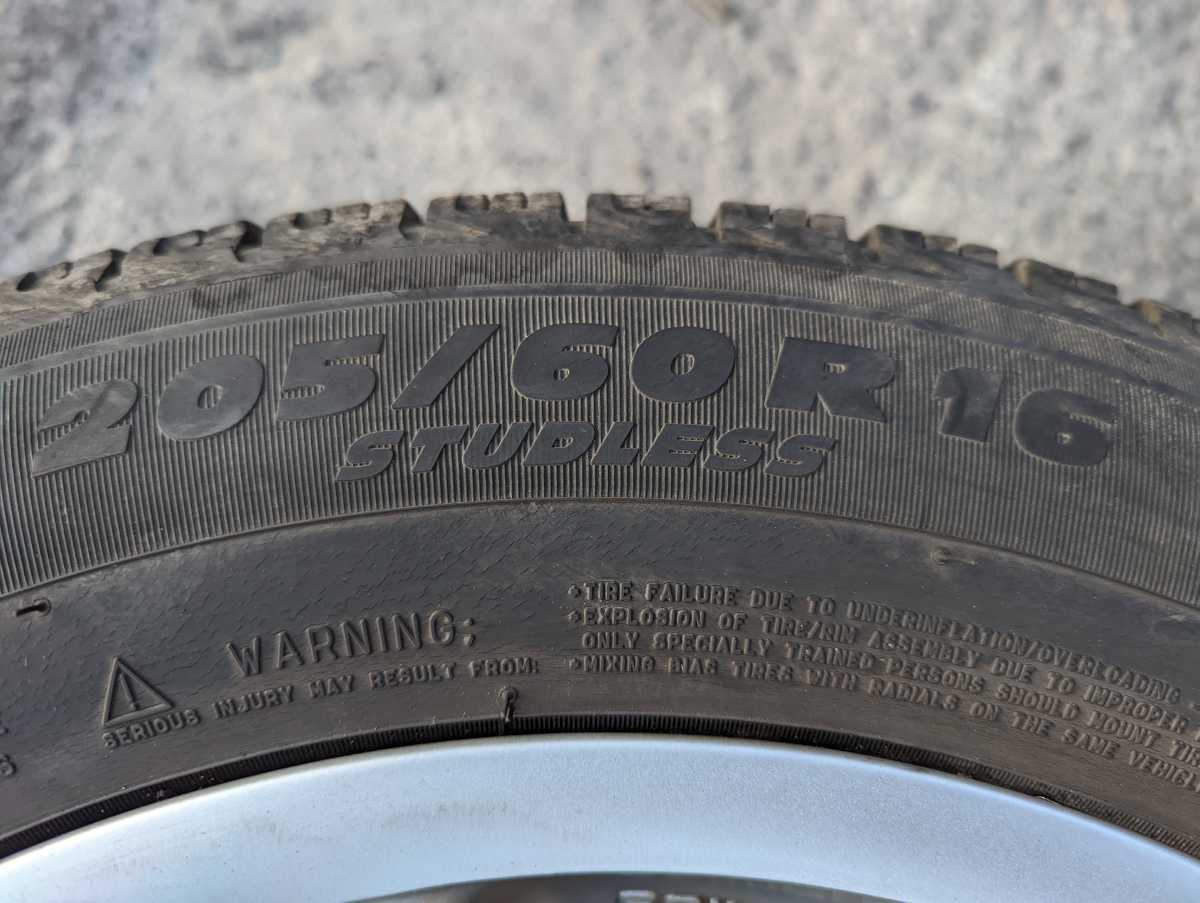 205/60 R 16
STUDLESS
WARNING:
SERIOUS INJURY MAY RESULT FROM:
•TIRE FAILURE DUE TO UNDERINFLATION/OVERLOADING
•EXPLOSION OF TIRE/RIM ASSEMBLY DUE TO IMPROPER
ONLY SPECIALLY TRAINED PERSONS SHOULD MOUNT
•MIXING BIAS TIRES WITH RADIALS ON THE SAME